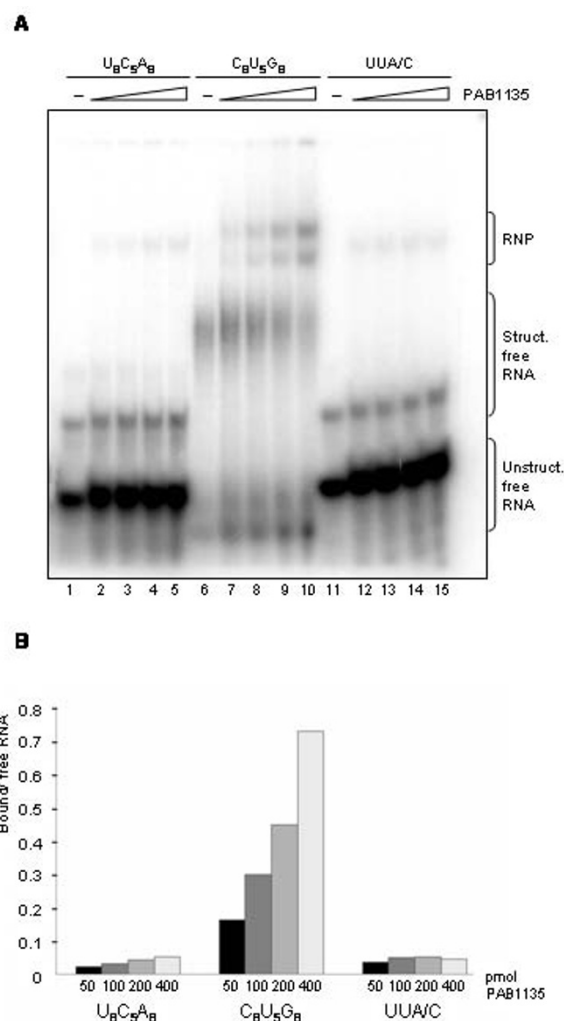 A
U8C5A8 C8U5G8 UUA/C
– – – PAB1135
RNP
Struct.
free
RNA
Unstruct.
free
RNA
1 2 3 4 5 6 7 8 9 10 11 12 13 14 15
B
Bound/free RNA
0.8
0.7
0.6
0.5
0.4
0.3
0.2
0.1
0
50 100 200 400 50 100 200 400 50 100 200 400 pmol
PAB1135
U8C5A8 C8U5G8 UUA/C